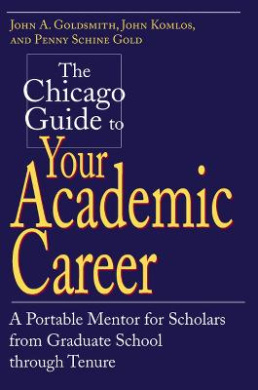 JOHN A. GOLDSMITH, JOHN KOMLOS,
AND PENNY SCHINE GOLD
The
Chicago
Guide to
Your
Academic
Career
A Portable Mentor for Scholars
from Graduate School
through Tenure